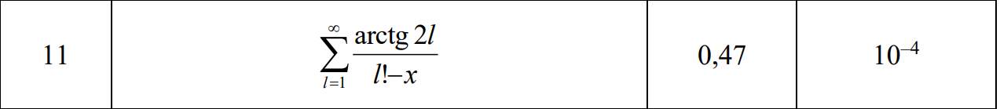 11 ∞ ∑ l=1 arctg 2l / l!–x 0,47 10⁻⁴